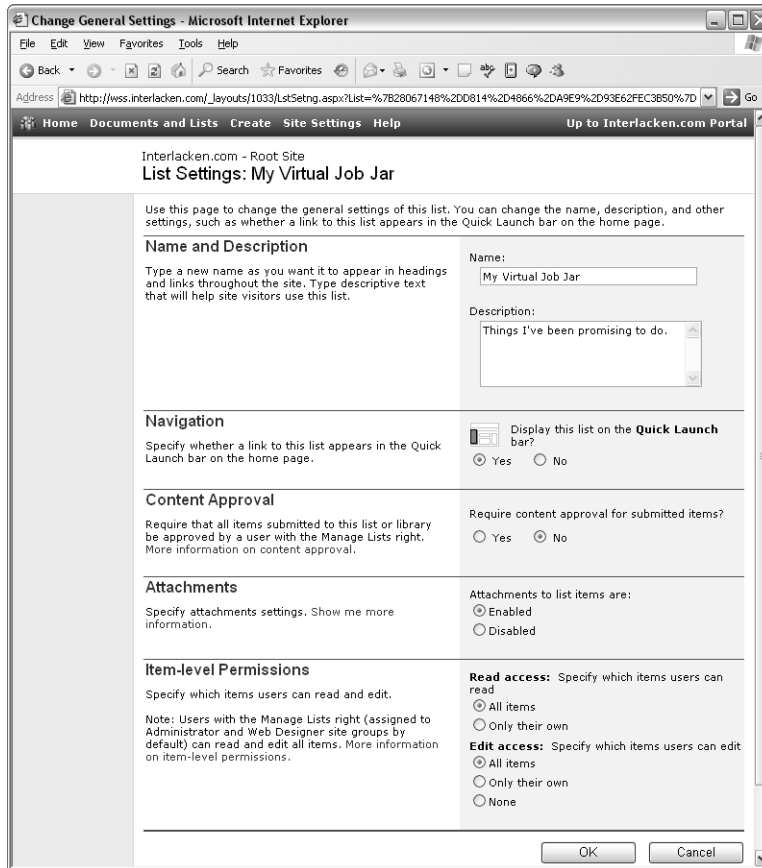 Change General Settings - Microsoft Internet Explorer
File Edit View Favorites Tools Help
Back Search Favorites
Address http://wss.interlacken.com/_layouts/1033/LstSetng.aspx?List=%7B28067148%2DD814%2D4866%2DA9E9%2D93E62FEC3B50%7D Go
Home Documents and Lists Create Site Settings Help Up to Interlacken.com Portal
Interlacken.com - Root Site
List Settings: My Virtual Job Jar
Use this page to change the general settings of this list. You can change the name, description, and other
settings, such as whether a link to this list appears in the Quick Launch bar on the home page.
Name and Description
Type a new name as you want it to appear in headings
and links throughout the site. Type descriptive text
that will help site visitors use this list.
Name:
My Virtual Job Jar
Description:
Things I've been promising to do.
Navigation
Specify whether a link to this list appears in the Quick
Launch bar on the home page.
Display this list on the Quick Launch
bar?
Yes No
Content Approval
Require that all items submitted to this list or library
be approved by a user with the Manage Lists right.
More information on content approval.
Require content approval for submitted items?
Yes No
Attachments
Specify attachments settings. Show me more
information.
Attachments to list items are:
Enabled
Disabled
Item-level Permissions
Specify which items users can read and edit.
Note: Users with the Manage Lists right (assigned to
Administrator and Web Designer site groups by
default) can read and edit all items. More information
on item-level permissions.
Read access: Specify which items users can
read
All items
Only their own
Edit access: Specify which items users can edit
All items
Only their own
None
OK Cancel